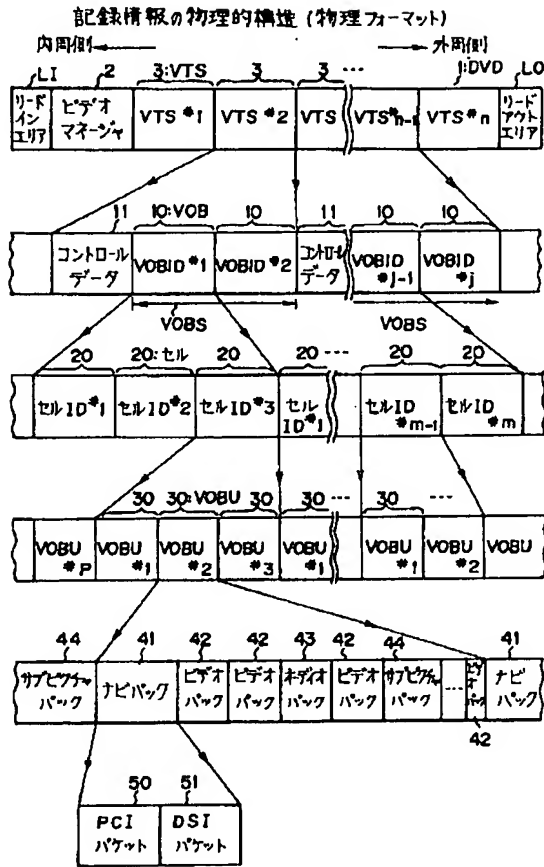 記録情報の物理的構造 (物理フォーマット)
内周側 外周側
LI 2 3:VTS 3 3 ... 1:DVD LO
リードインエリア ビデオマネージャ VTS #1 VTS #2 VTS VTS#n-1 VTS #n リードアウトエリア
11 10:VOB 10 11 10 10
コントロールデータ VOBID #1 VOBID #2 コントロールデータ VOBID #j-1 VOBID #j
VOBS VOBS
20 20:セル 20 20 ... 20 20
セルID#1 セルID#2 セルID#3 セルID#1 セルID #m-1 セルID #m
30 30:VOBU 30 30 ... 30 ...
VOBU #P VOBU #1 VOBU #2 VOBU #3 VOBU #1 VOBU #1 VOBU #2 VOBU
44 41 42 42 43 42 44 41
サブピクチャパック ナビパック ビデオパック ビデオパック オーディオパック ビデオパック サブピクチャパック ... ビデオパック ナビパック
42
50 51
PCIパケット DSIパケット